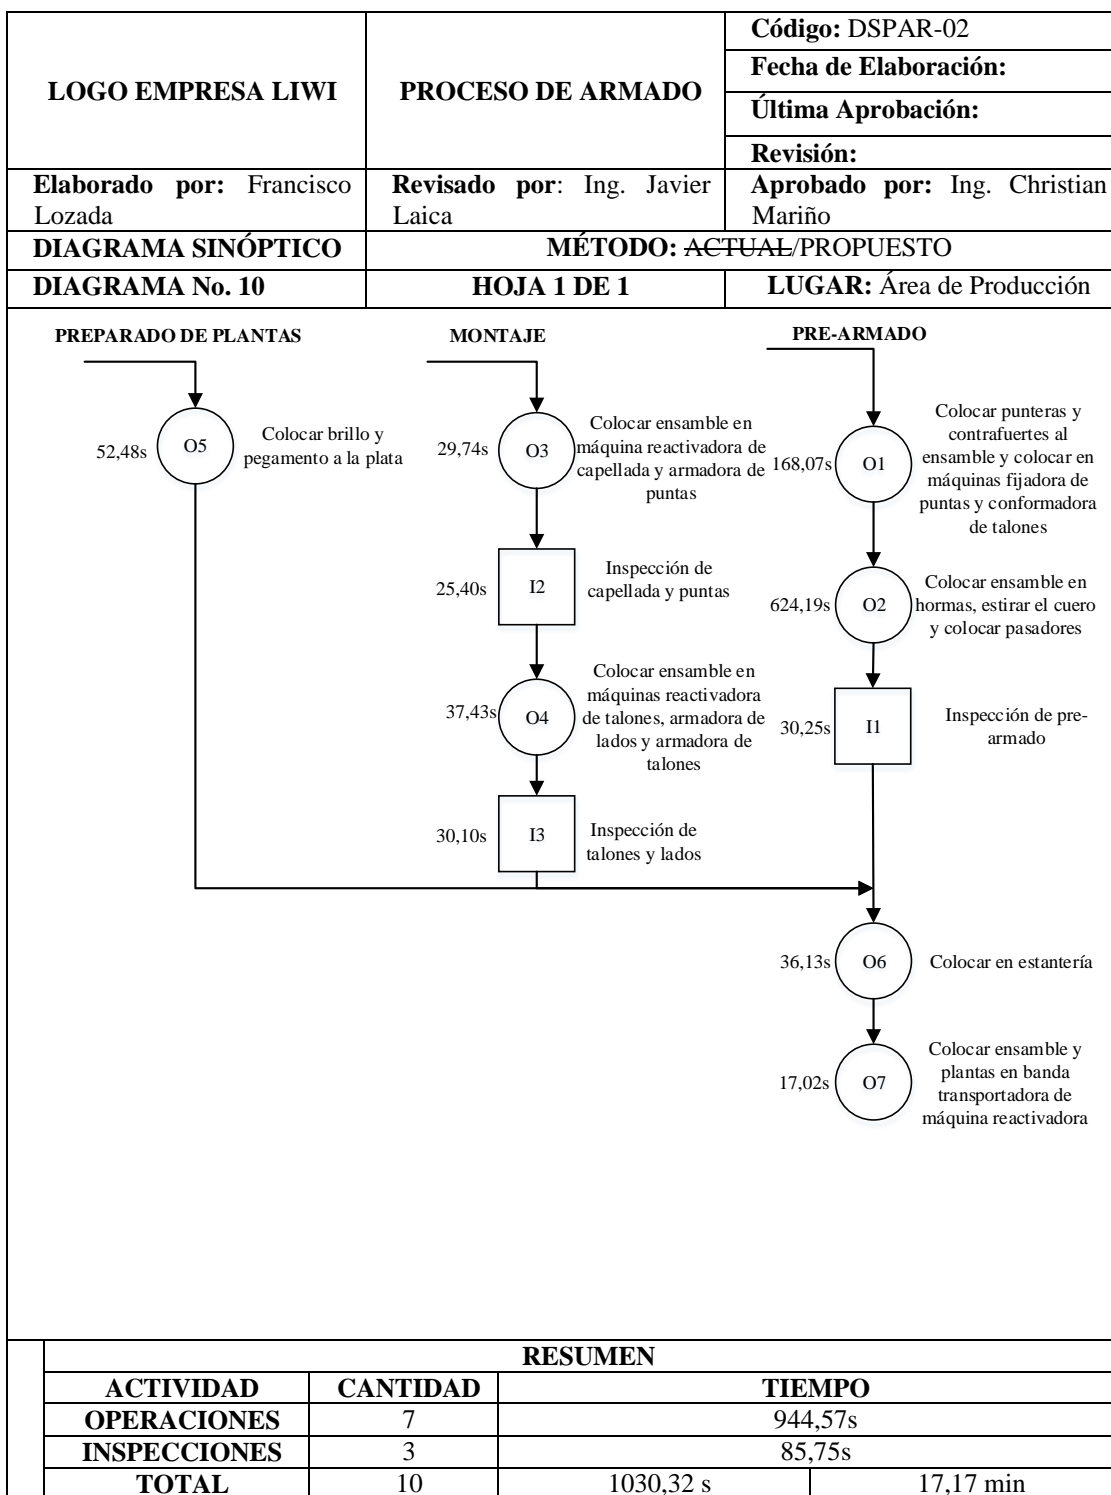 LOGO EMPRESA LIWI
PROCESO DE ARMADO
Código: DSPAR-02
Fecha de Elaboración:
Última Aprobación:
Revisión:
Elaborado por: Francisco
Lozada
Revisado por: Ing. Javier
Laica
Aprobado por: Ing. Christian
Mariño
DIAGRAMA SINÓPTICO
MÉTODO: ACTUAL/PROPUESTO
DIAGRAMA No. 10
HOJA 1 DE 1
LUGAR: Área de Producción
PREPARADO DE PLANTAS
52,48s
O5
Colocar brillo y
pegamento a la plata
MONTAJE
29,74s
O3
Colocar ensamble en
máquina reactivadora de
capellada y armadora de
puntas
25,40s
I2
Inspección de
capellada y puntas
37,43s
O4
Colocar ensamble en
máquinas reactivadora
de talones, armadora de
lados y armadora de
talones
30,10s
I3
Inspección de
talones y lados
PRE-ARMADO
168,07s
O1
Colocar punteras y
contrafuertes al
ensamble y colocar en
máquinas fijadora de
puntas y conformadora
de talones
624,19s
O2
Colocar ensamble en
hormas, estirar el cuero
y colocar pasadores
30,25s
I1
Inspección de pre-
armado
36,13s
O6
Colocar en estantería
17,02s
O7
Colocar ensamble y
plantas en banda
transportadora de
máquina reactivadora
RESUMEN
ACTIVIDAD CANTIDAD TIEMPO
OPERACIONES 7 944,57s
INSPECCIONES 3 85,75s
TOTAL 10 1030,32 s 17,17 min